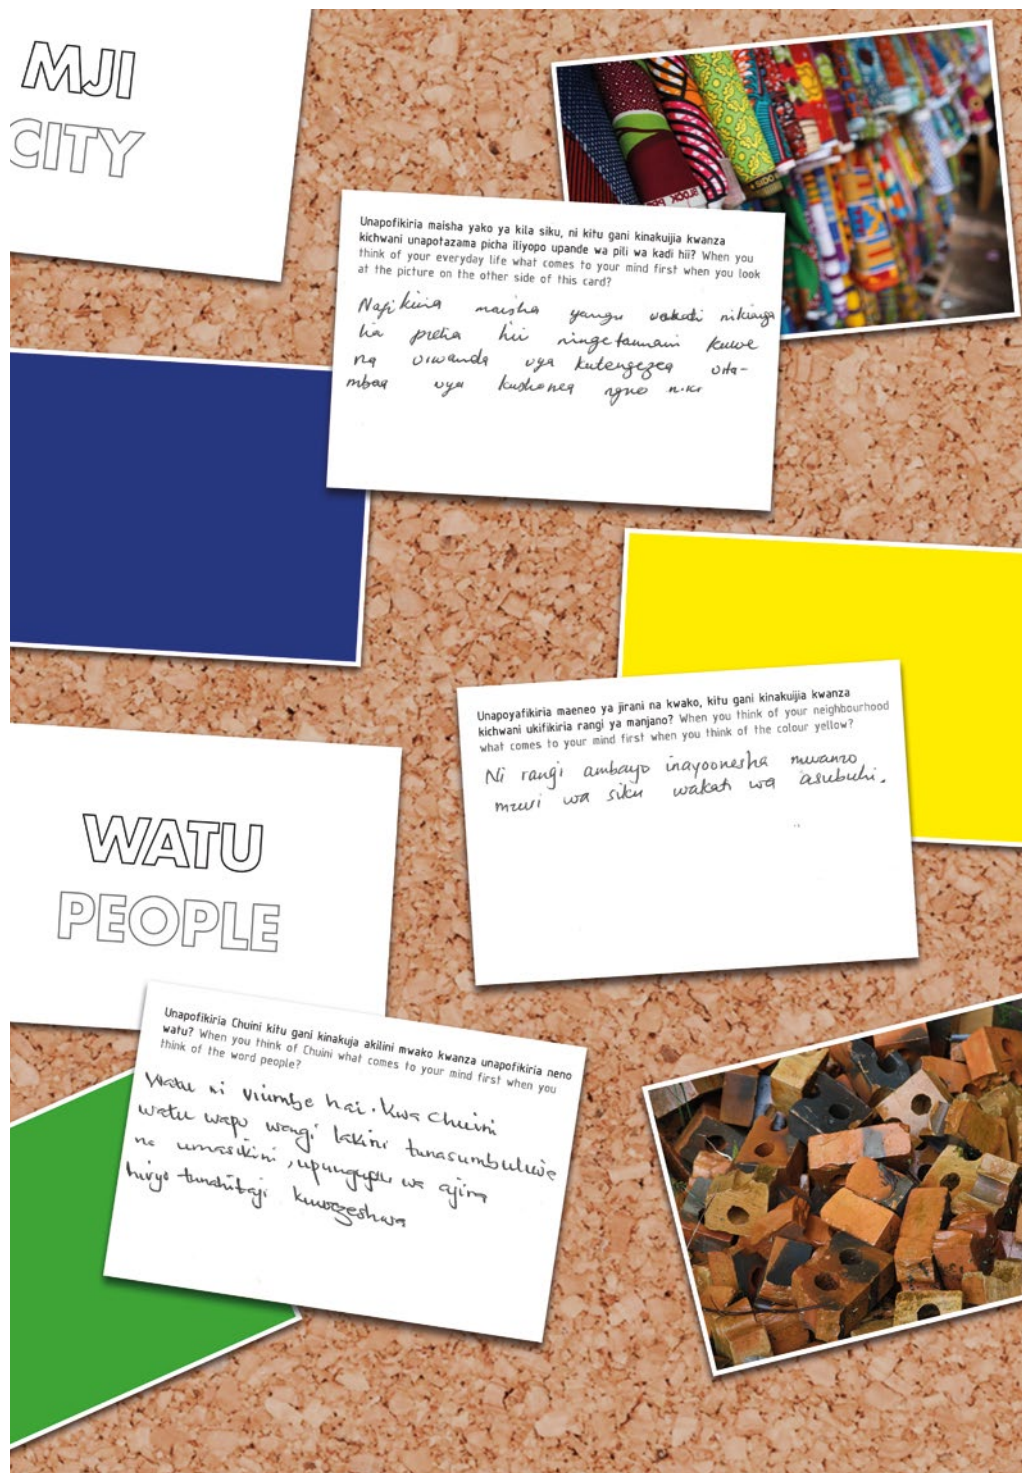 MJI
CITY
Unapofikiria maisha yako ya kila siku, ni kitu gani kinakuijia kwanza
kichwani unapotazama picha iliyopo upande wa pili wa kadi hii? When you
think of your everyday life what comes to your mind first when you look
at the picture on the other side of this card?
maisha yangu wakati
hii kuwe
na viwanda vya kutengezea vita-
mbaa vya kushonea nguo
Unapoyafikiria maeneo ya jirani na kwako, kitu gani kinakuijia kwanza
kichwani ukifikiria rangi ya manjano? When you think of your neighbourhood
what comes to your mind first when you think of the colour yellow?
Ni rangi ambayo inayoonesha mwanzo
mzuri wa siku wakati wa asubuhi.
WATU
PEOPLE
Unapofikiria Chuini kitu gani kinakuja akilini mwako kwanza unapofikiria neno
watu? When you think of Chuini what comes to your mind first when you
think of the word people?
Watu ni viumbe hai. Kwa Chuini
watu wapo wengi lakini tunasumbuliwe
na umasikini, upungufu wa ajira
hivyo tunahitaji kuwezeshwa